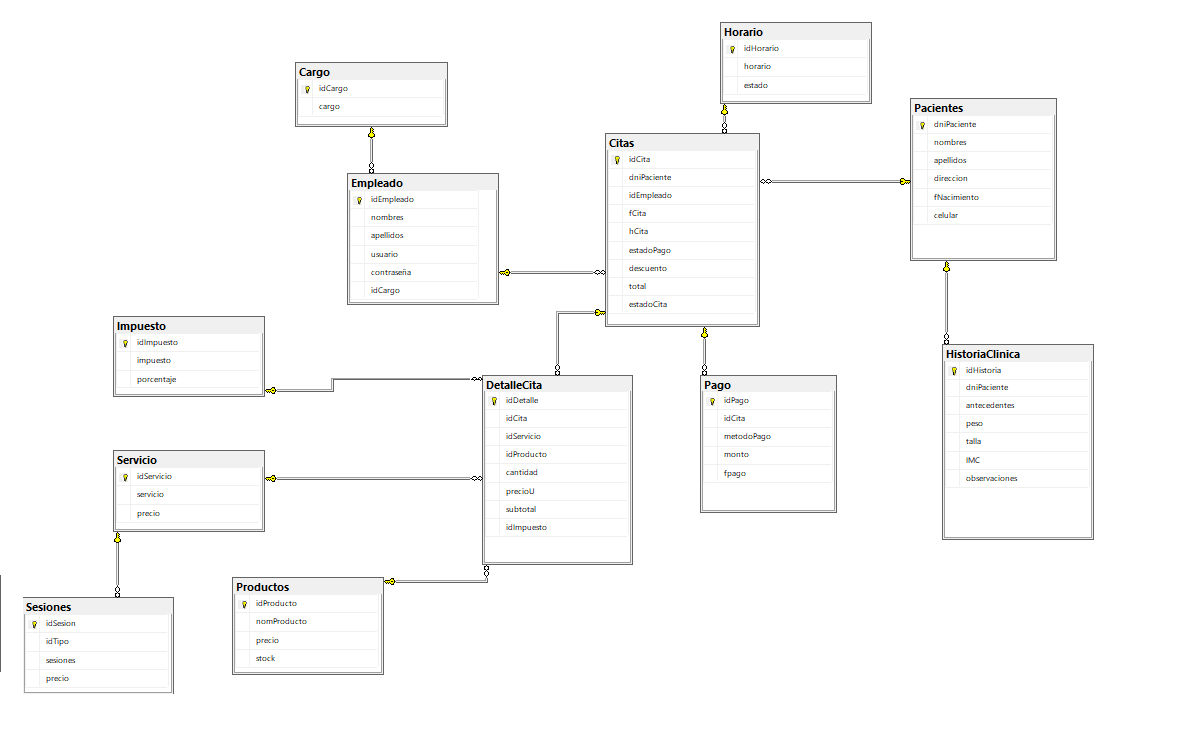 Horario
idHorario
horario
estado
Cargo
idCargo
cargo
Pacientes
dniPaciente
nombres
apellidos
direccion
fNacimiento
celular
Citas
idCita
dniPaciente
idEmpleado
fCita
hCita
estadoPago
descuento
total
estadoCita
Empleado
idEmpleado
nombres
apellidos
usuario
contraseña
idCargo
Impuesto
idImpuesto
impuesto
porcentaje
HistoriaClinica
idHistoria
dniPaciente
antecedentes
peso
talla
IMC
observaciones
DetalleCita
idDetalle
idCita
idServicio
idProducto
cantidad
precioU
subtotal
idImpuesto
Pago
idPago
idCita
metodoPago
monto
fpago
Servicio
idServicio
servicio
precio
Productos
idProducto
nomProducto
precio
stock
Sesiones
idSesion
idTipo
sesiones
precio